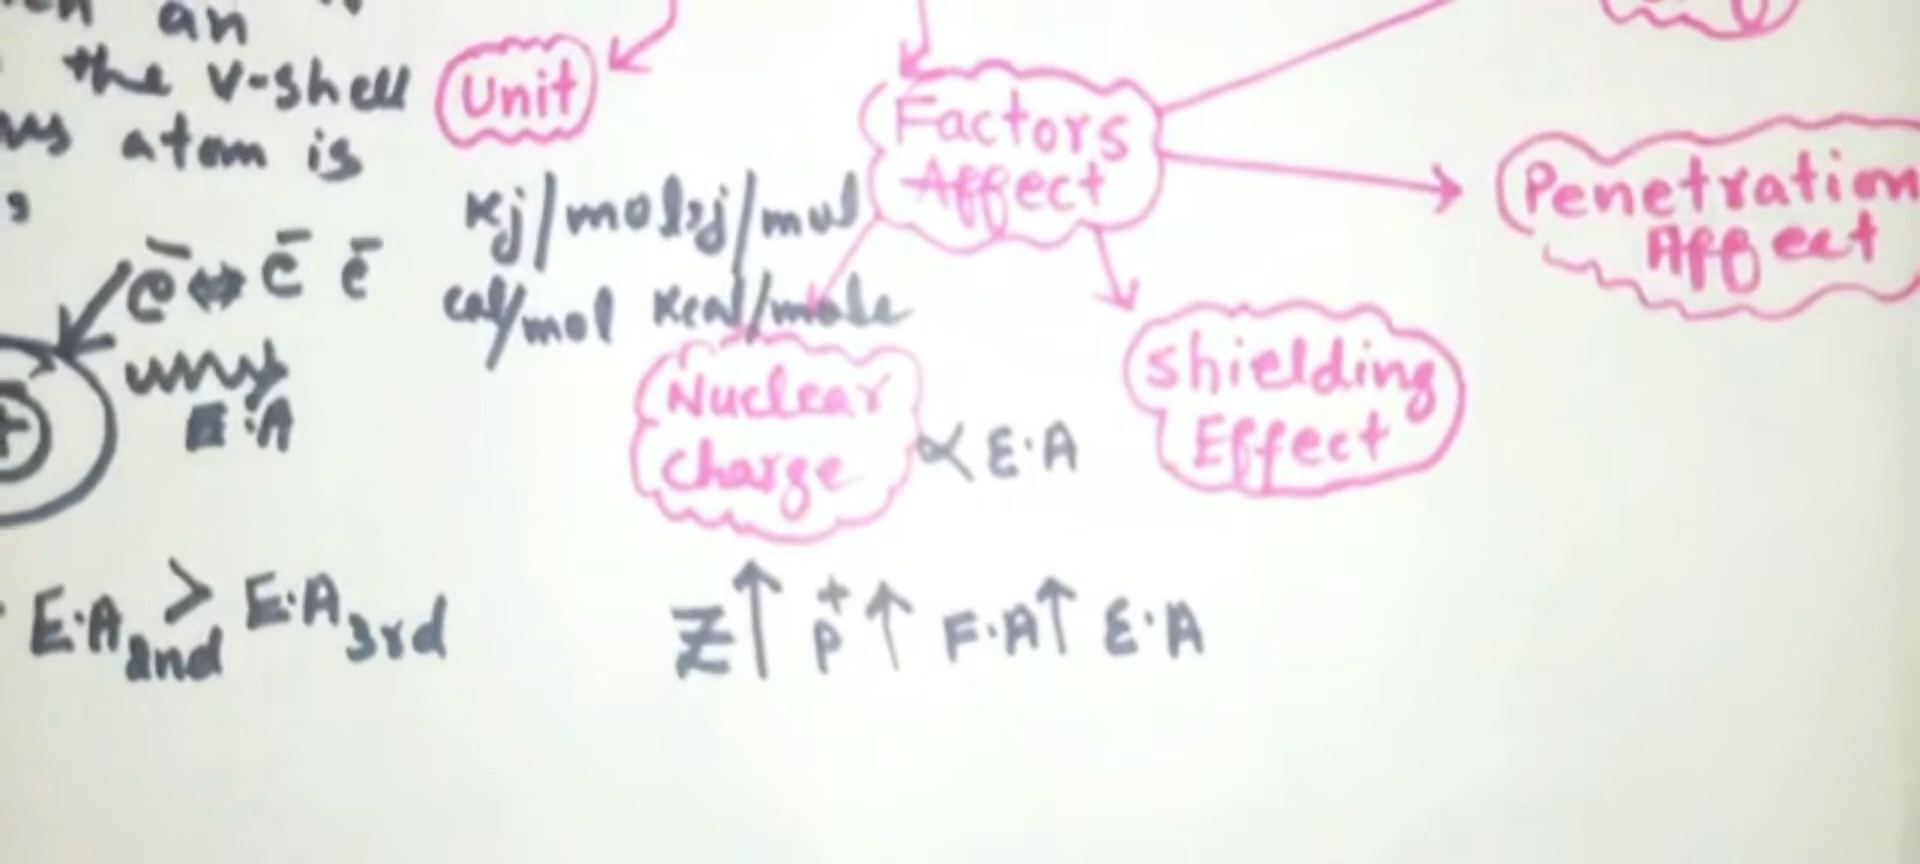 an
the v-shell
atom is
Unit
Kj/mol, j/mol
cal/mol Kcal/mole
Factors
Affect
Penetration
Affect
e⁻ ↔ e⁻ e⁻
E.A
+
Nuclear
charge
∝ E.A
Shielding
Effect
E.A2nd > E.A3rd
Z↑ p⁺↑ F.A↑ E.A